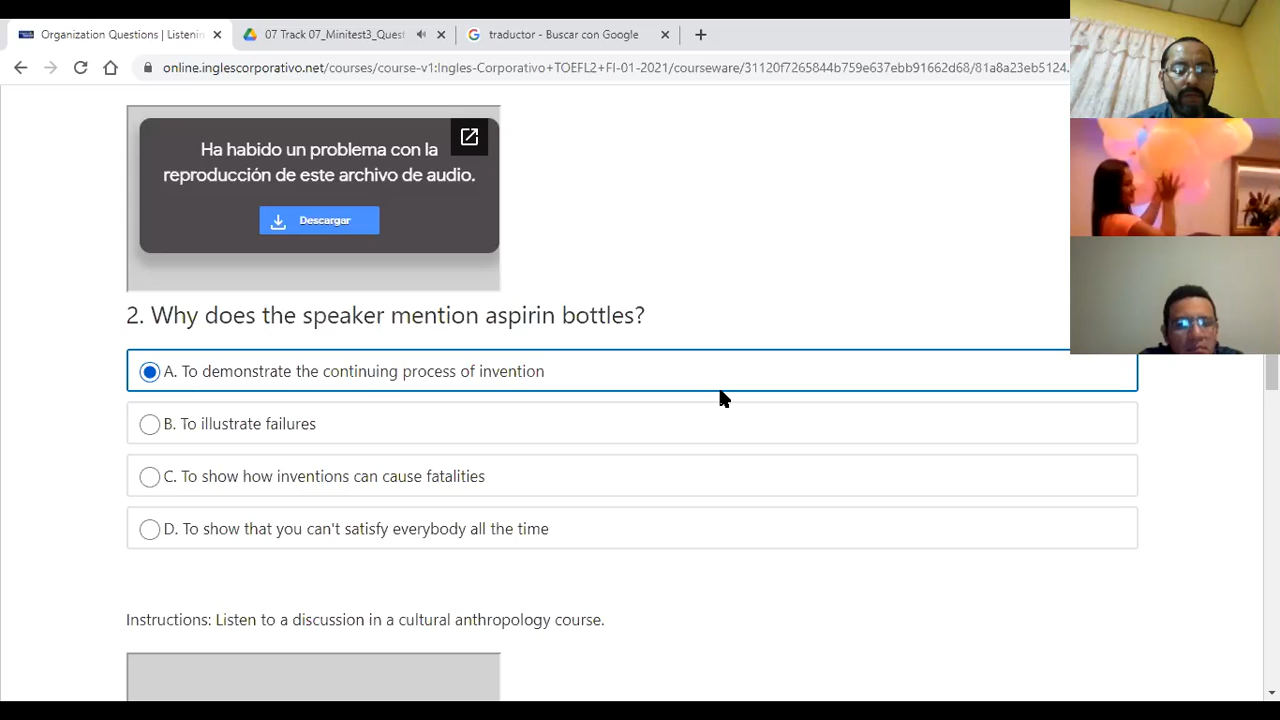 Organization Questions | Listenin
07 Track 07_Minitest3_Quest
traductor - Buscar con Google
online.inglescorporativo.net/courses/course-v1:Ingles-Corporativo+TOEFL2+FI-01-2021/courseware/31120f7265844b759e637ebb91662d68/81a8a23eb5124.
Ha habido un problema con la
reproducción de este archivo de audio.
Descargar
2. Why does the speaker mention aspirin bottles?
A. To demonstrate the continuing process of invention
B. To illustrate failures
C. To show how inventions can cause fatalities
D. To show that you can't satisfy everybody all the time
Instructions: Listen to a discussion in a cultural anthropology course.